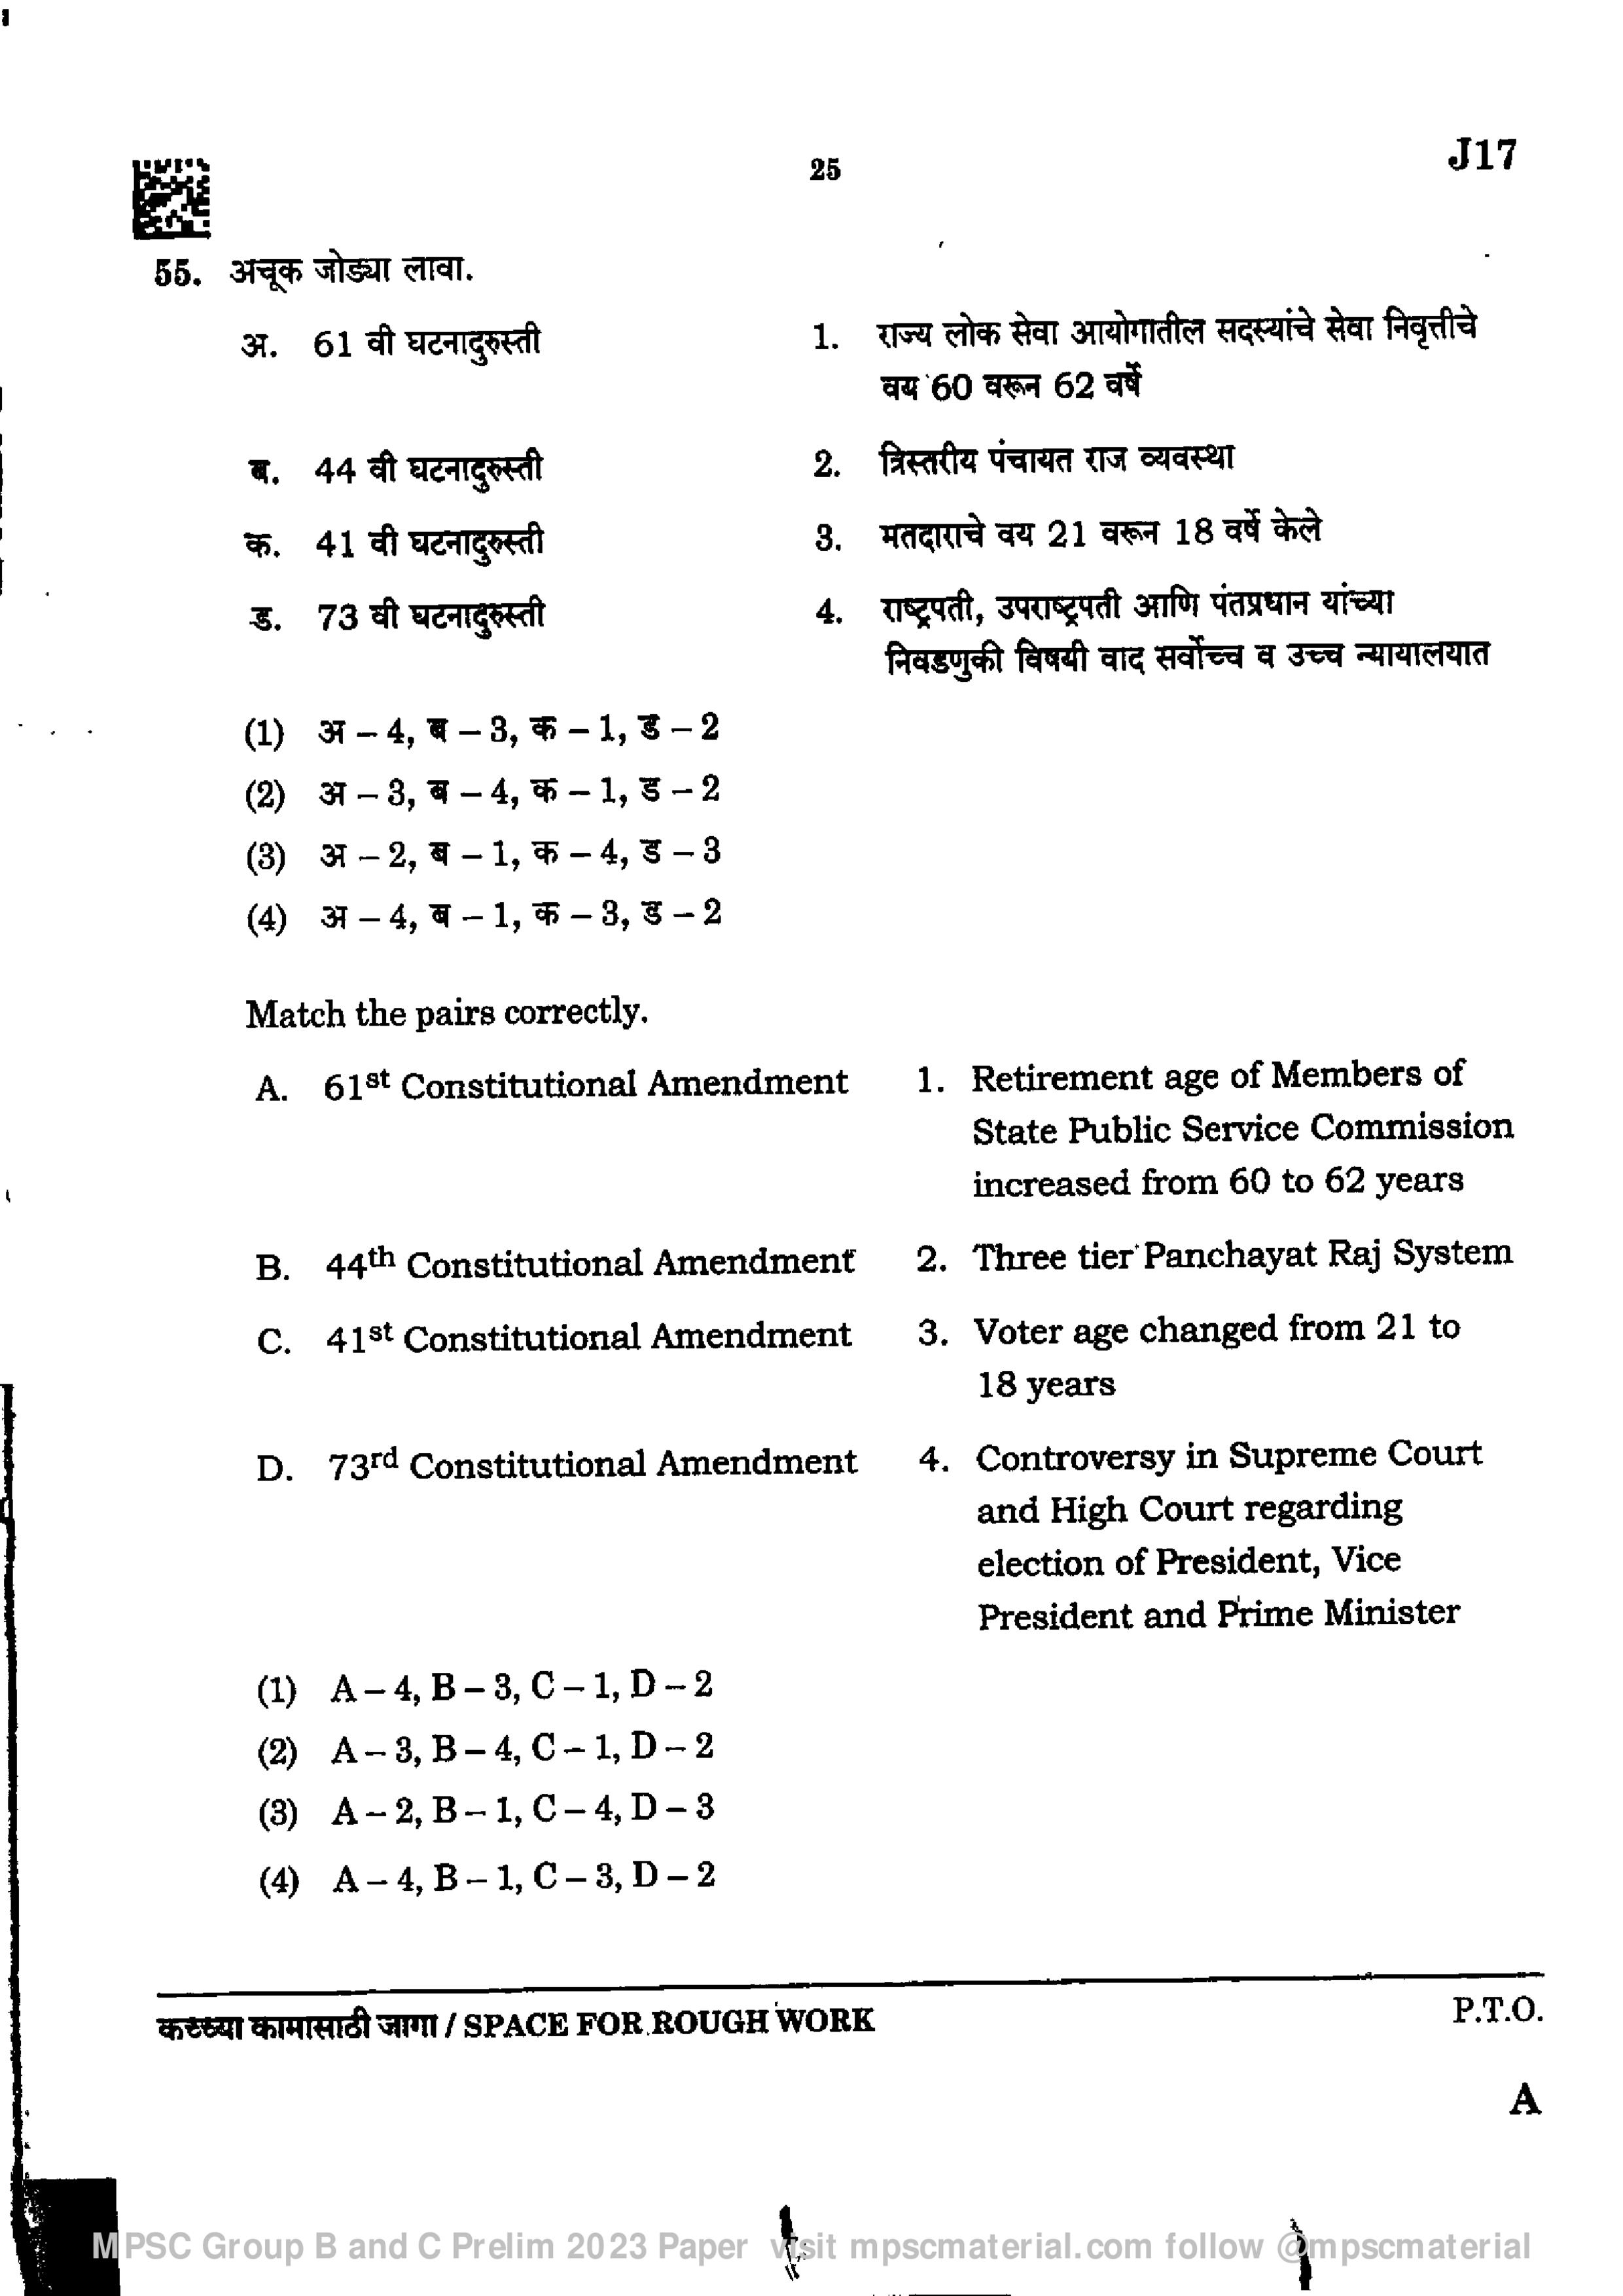 J17
25
55. अचूक जोड्या लावा.
अ. 61 वी घटनादुरुस्ती 1. राज्य लोक सेवा आयोगातील सदस्यांचे सेवा निवृत्तीचे
वय 60 वरून 62 वर्षे
ब. 44 वी घटनादुरुस्ती 2. त्रिस्तरीय पंचायत राज व्यवस्था
क. 41 वी घटनादुरुस्ती 3. मतदाराचे वय 21 वरून 18 वर्षे केले
ड. 73 वी घटनादुरुस्ती 4. राष्ट्रपती, उपराष्ट्रपती आणि पंतप्रधान यांच्या
निवडणुकी विषयी वाद सर्वोच्च व उच्च न्यायालयात
(1) अ – 4, ब – 3, क – 1, ड – 2
(2) अ – 3, ब – 4, क – 1, ड – 2
(3) अ – 2, ब – 1, क – 4, ड – 3
(4) अ – 4, ब – 1, क – 3, ड – 2
Match the pairs correctly.
A. 61st Constitutional Amendment 1. Retirement age of Members of
State Public Service Commission
increased from 60 to 62 years
B. 44th Constitutional Amendment 2. Three tier Panchayat Raj System
C. 41st Constitutional Amendment 3. Voter age changed from 21 to
18 years
D. 73rd Constitutional Amendment 4. Controversy in Supreme Court
and High Court regarding
election of President, Vice
President and Prime Minister
(1) A – 4, B – 3, C – 1, D – 2
(2) A – 3, B – 4, C – 1, D – 2
(3) A – 2, B – 1, C – 4, D – 3
(4) A – 4, B – 1, C – 3, D – 2
कच्च्या कामासाठी जागा / SPACE FOR ROUGH WORK
P.T.O.
A
MPSC Group B and C Prelim 2023 Paper visit mpscmaterial.com follow @mpscmaterial